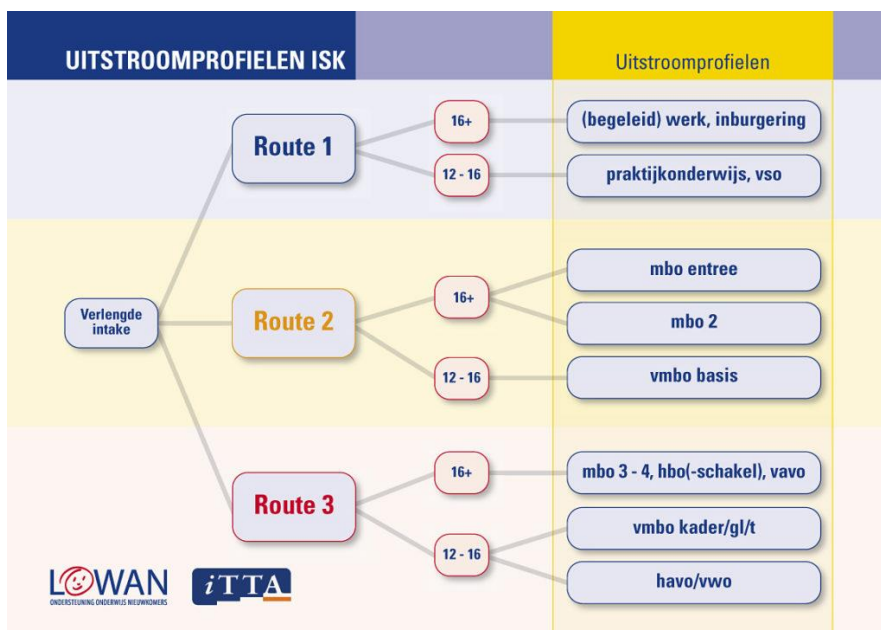 UITSTROOMPROFIELEN ISK
Uitstroomprofielen
Verlengde
intake
Route 1
16+
(begeleid) werk, inburgering
12 - 16
praktijkonderwijs, vso
Route 2
16+
mbo entree
mbo 2
12 - 16
vmbo basis
Route 3
16+
mbo 3 - 4, hbo(-schakel), vavo
12 - 16
vmbo kader/gl/t
havo/vwo
LOWAN
ONDERSTEUNING ONDERWIJS NIEUWKOMERS
iTTA